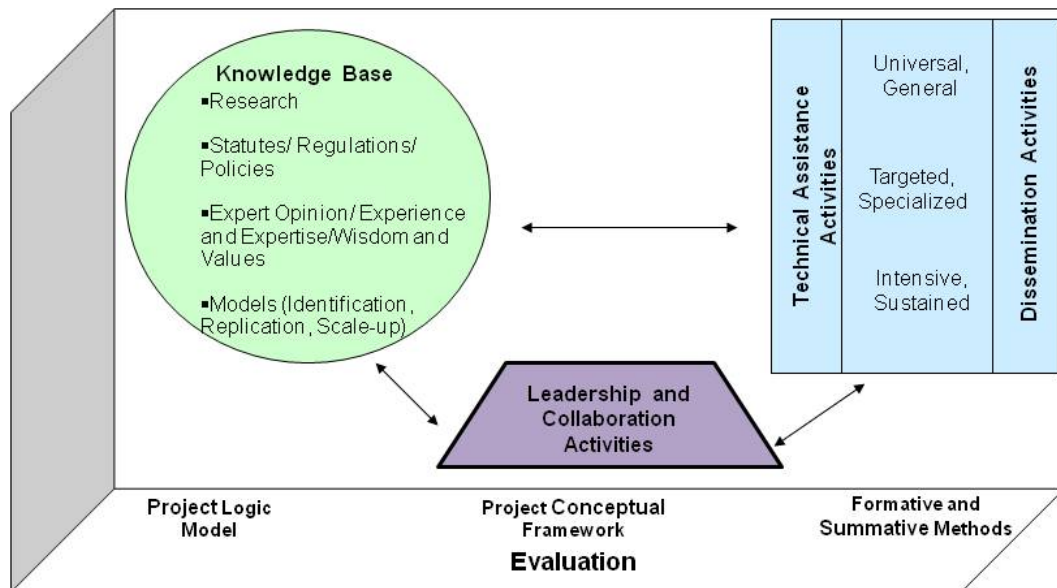 Knowledge Base
▪Research
▪Statutes/ Regulations/
Policies
▪Expert Opinion/ Experience
and Expertise/Wisdom and
Values
▪Models (Identification,
Replication, Scale-up)
Technical Assistance
Activities
Universal,
General
Targeted,
Specialized
Intensive,
Sustained
Dissemination Activities
Leadership and
Collaboration
Activities
Project Logic
Model
Project Conceptual
Framework
Formative and
Summative Methods
Evaluation